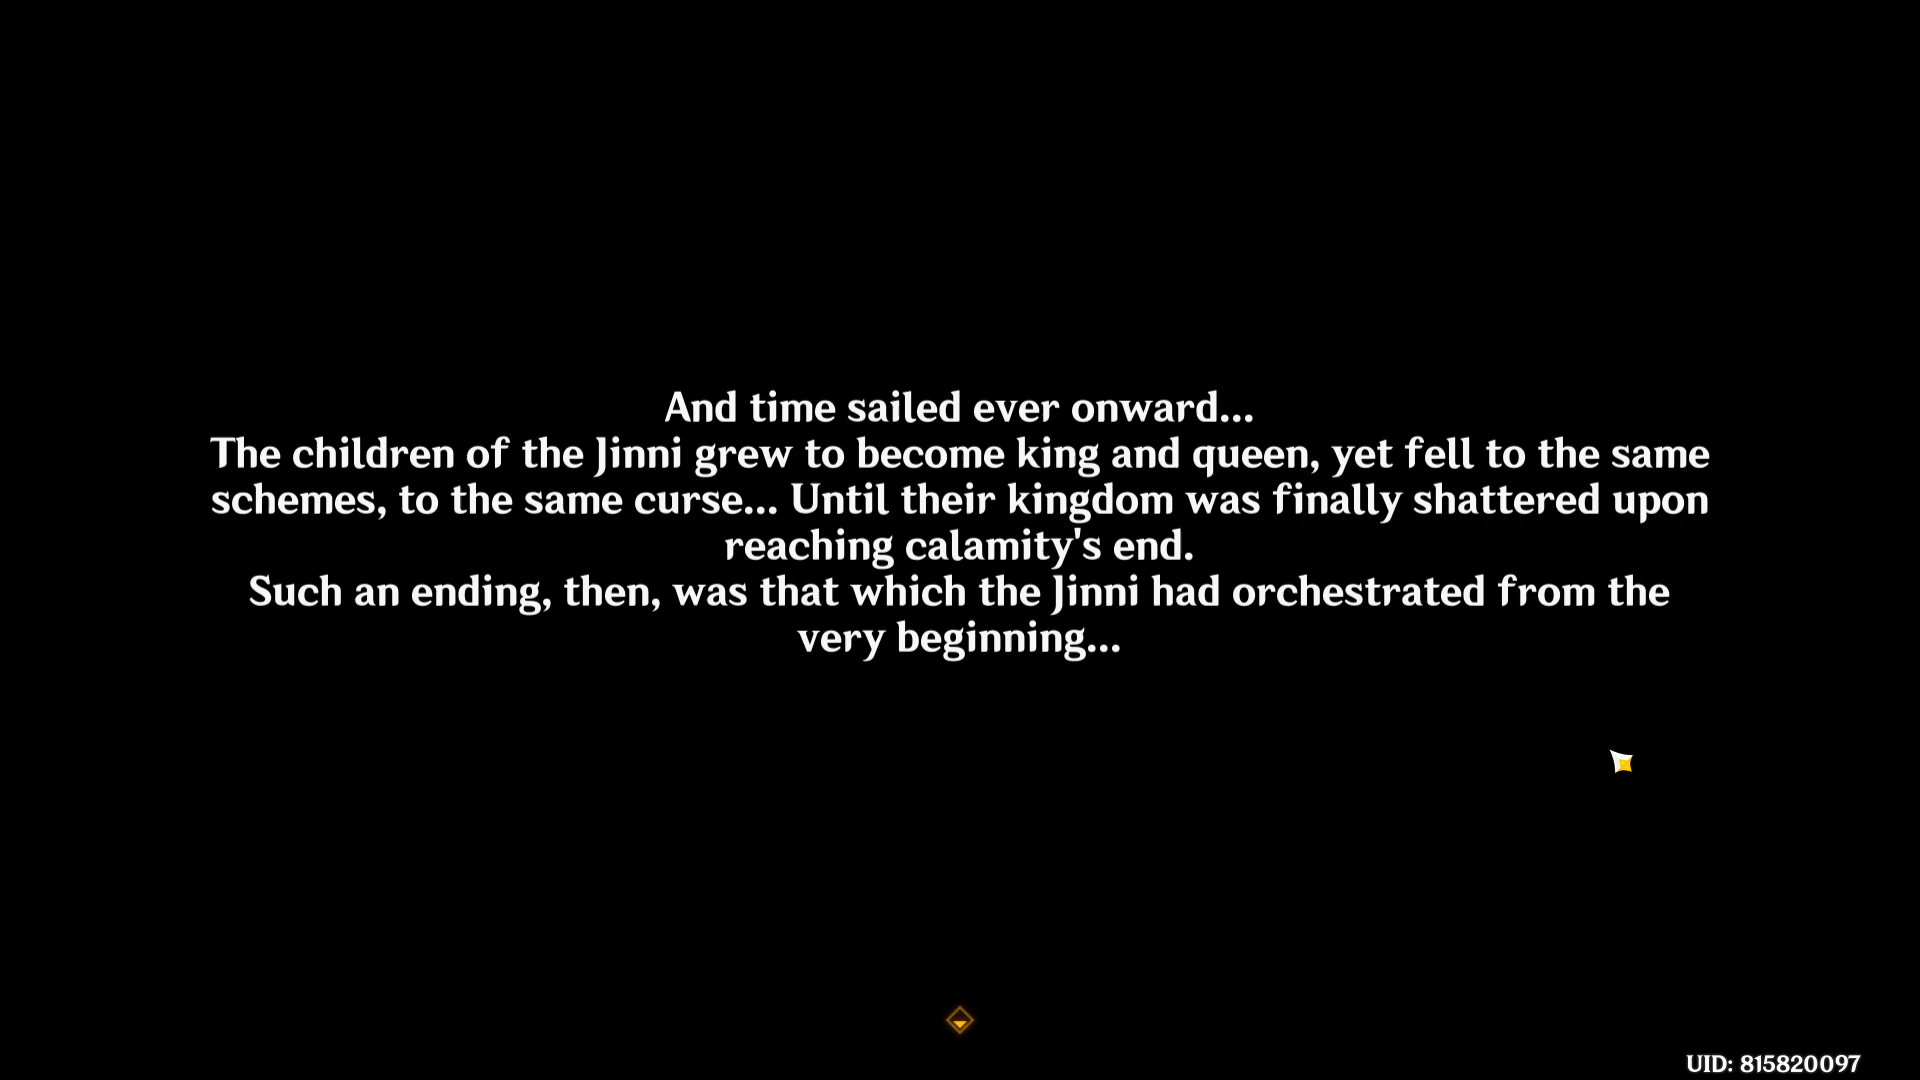 And time sailed ever onward...
The children of the Jinni grew to become king and queen, yet fell to the same
schemes, to the same curse... Until their kingdom was finally shattered upon
reaching calamity's end.
Such an ending, then, was that which the Jinni had orchestrated from the
very beginning...
UID: 815820097